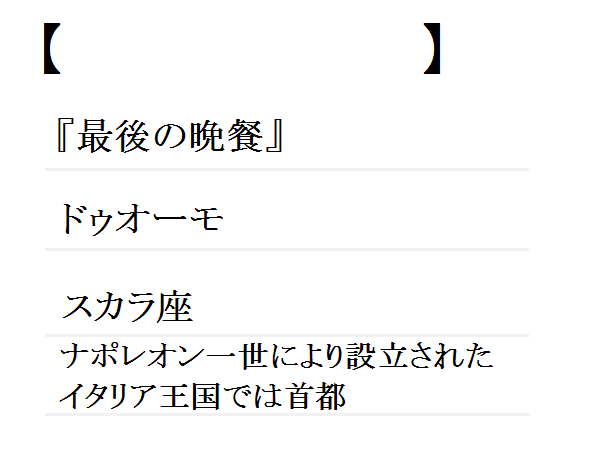 【　　　　　　　　】
『最後の晩餐』
ドゥオーモ
スカラ座
ナポレオン一世により設立された
イタリア王国では首都